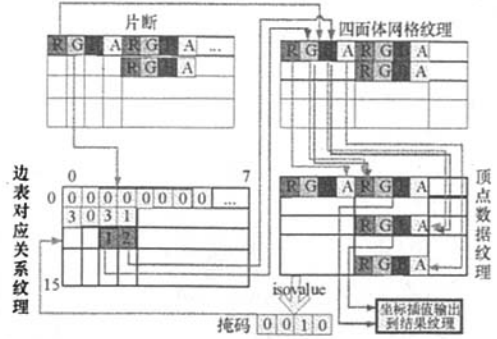 片断
四面体网格纹理
R G B A R G B A ...
R G B A
R G B A R G B A
R G B A
边表对应关系纹理
0 7
0 0 0 0 0 0 0 0 0 ...
3 0 3 1
1 2
15
R G B A R G B A
R G B A
R G B A
顶点数据纹理
isovalue
掩码 0 0 1 0
坐标插值输出
到结果纹理